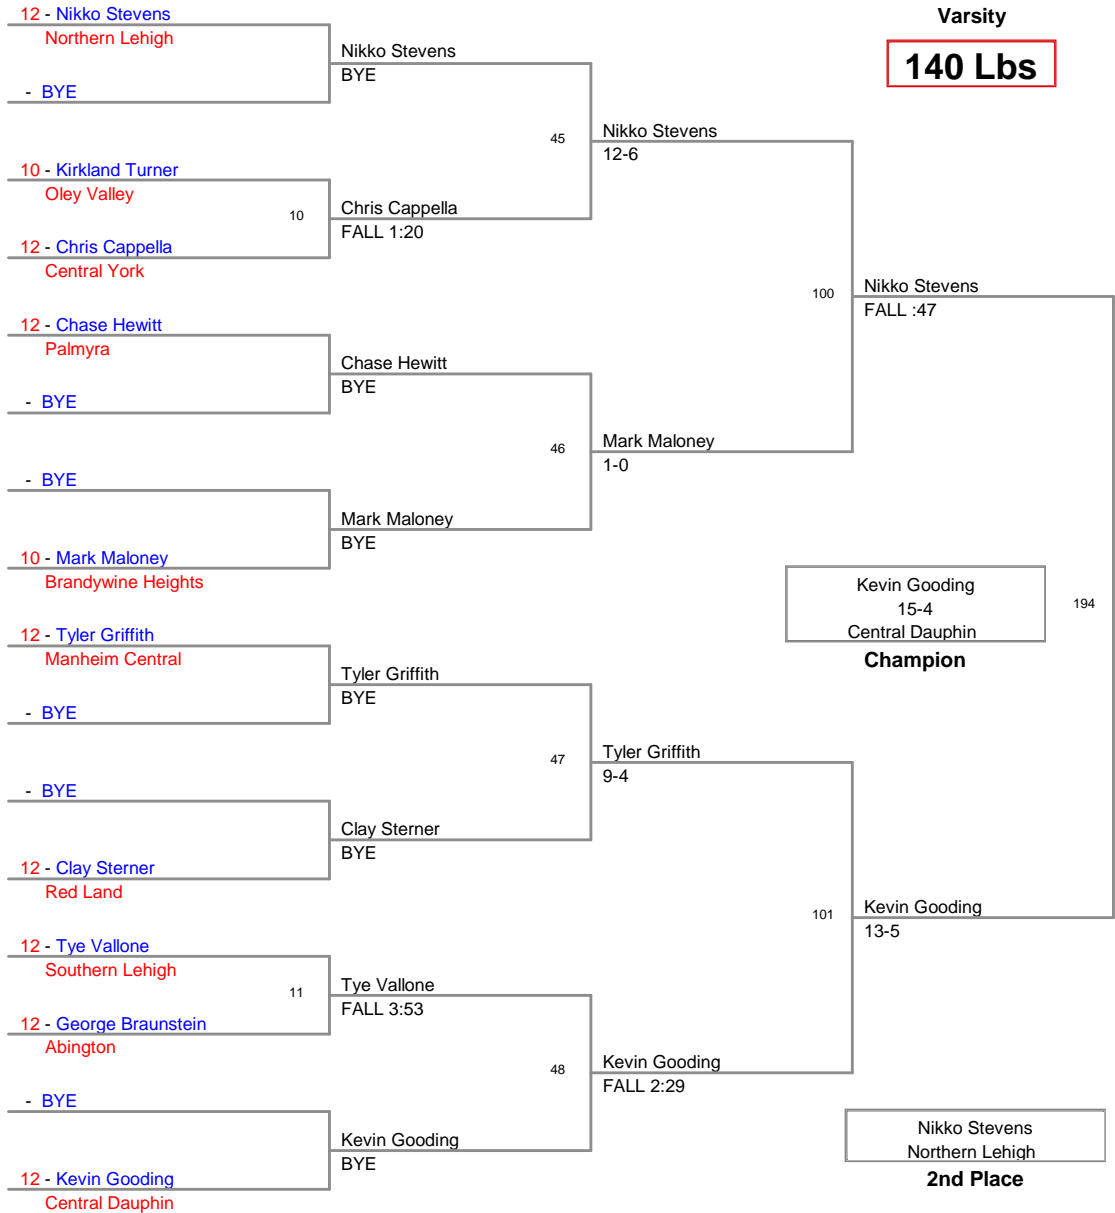 Varsity
140 Lbs
12 - Nikko Stevens
Northern Lehigh
- BYE
10 - Kirkland Turner
Oley Valley
12 - Chris Cappella
Central York
12 - Chase Hewitt
Palmyra
- BYE
- BYE
10 - Mark Maloney
Brandywine Heights
12 - Tyler Griffith
Manheim Central
- BYE
- BYE
12 - Clay Sterner
Red Land
12 - Tye Vallone
Southern Lehigh
12 - George Braunstein
Abington
- BYE
12 - Kevin Gooding
Central Dauphin
10
11
Nikko Stevens
BYE
Chris Cappella
FALL 1:20
Chase Hewitt
BYE
Mark Maloney
BYE
Tyler Griffith
BYE
Clay Sterner
BYE
Tye Vallone
FALL 3:53
Kevin Gooding
BYE
45
46
47
48
Nikko Stevens
12-6
Mark Maloney
1-0
Tyler Griffith
9-4
Kevin Gooding
FALL 2:29
100
101
Nikko Stevens
FALL :47
Kevin Gooding
13-5
194
Kevin Gooding
15-4
Central Dauphin
Champion
Nikko Stevens
Northern Lehigh
2nd Place